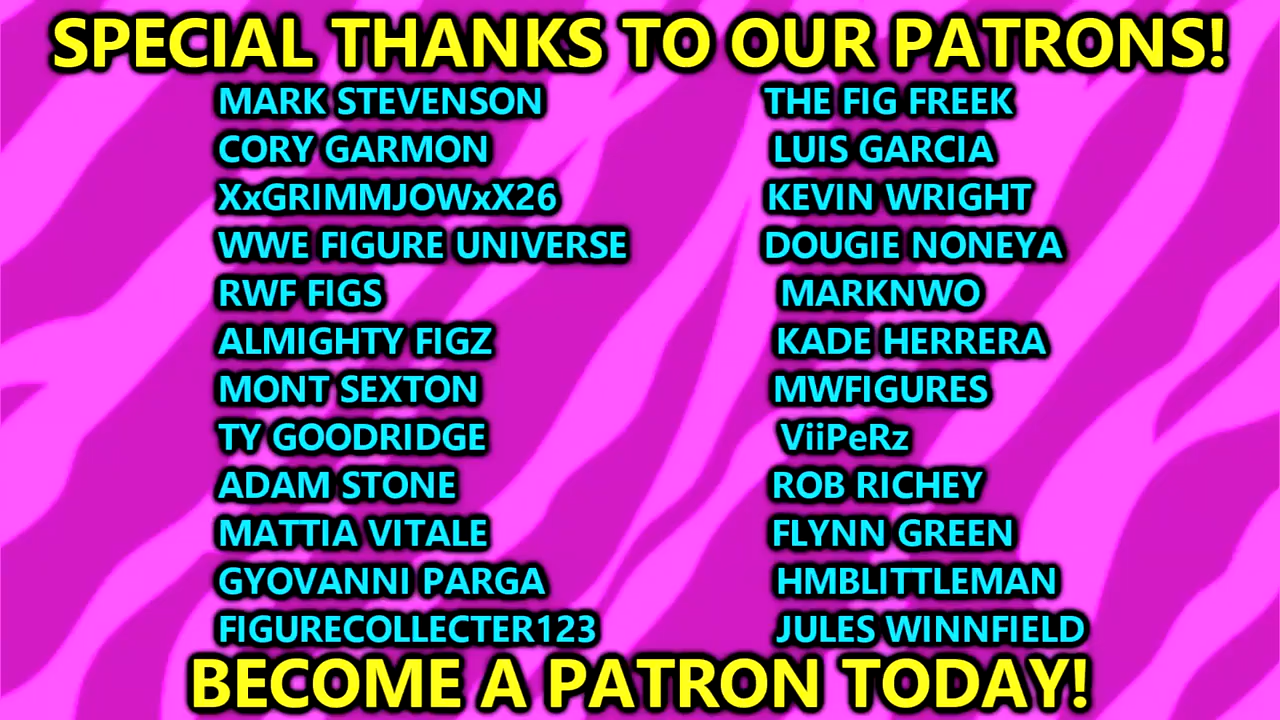 SPECIAL THANKS TO OUR PATRONS!
MARK STEVENSON
CORY GARMON
XxGRIMMJOWxX26
WWE FIGURE UNIVERSE
RWF FIGS
ALMIGHTY FIGZ
MONT SEXTON
TY GOODRIDGE
ADAM STONE
MATTIA VITALE
GYOVANNI PARGA
FIGURECOLLECTER123
THE FIG FREEK
LUIS GARCIA
KEVIN WRIGHT
DOUGIE NONEYA
MARKNWO
KADE HERRERA
MWFIGURES
ViiPeRz
ROB RICHEY
FLYNN GREEN
HMBLITTLEMAN
JULES WINNFIELD
BECOME A PATRON TODAY!